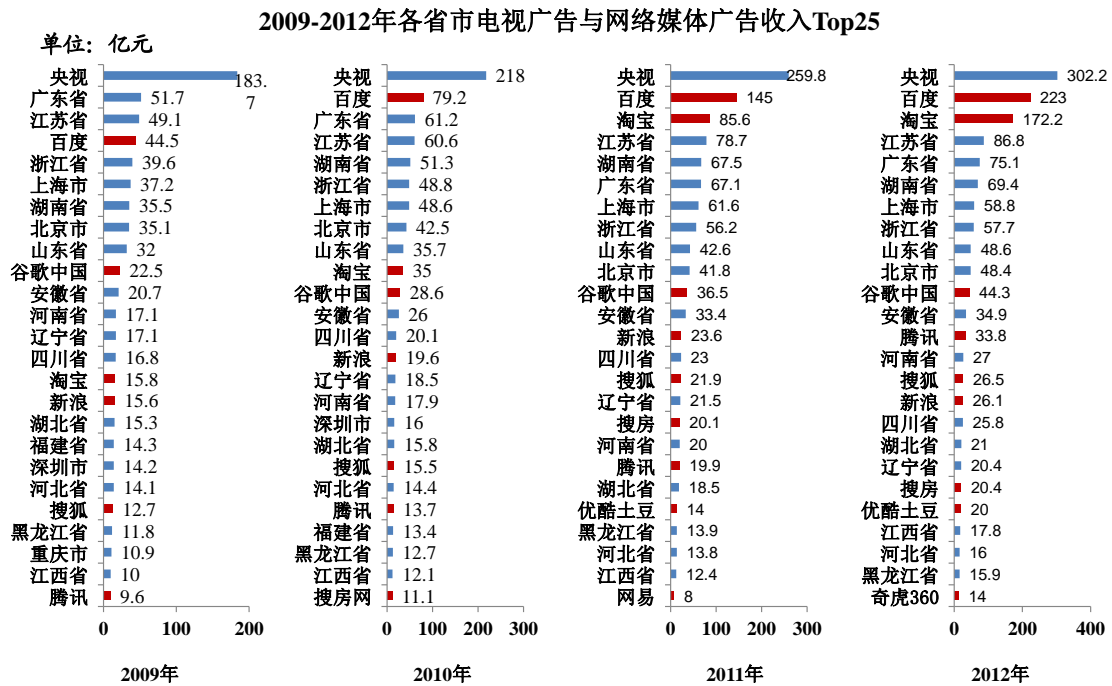 2009-2012年各省市电视广告与网络媒体广告收入Top25
单位：亿元
央视 183.7
广东省 51.7
江苏省 49.1
百度 44.5
浙江省 39.6
上海市 37.2
湖南省 35.5
北京市 35.1
山东省 32
谷歌中国 22.5
安徽省 20.7
河南省 17.1
辽宁省 17.1
四川省 16.8
淘宝 15.8
新浪 15.6
湖北省 15.3
福建省 14.3
深圳市 14.2
河北省 14.1
搜狐 12.7
黑龙江省 11.8
重庆市 10.9
江西省 10
腾讯 9.6
0 100 200
2009年
央视 218
百度 79.2
广东省 61.2
江苏省 60.6
湖南省 51.3
浙江省 48.8
上海市 48.6
北京市 42.5
山东省 35.7
淘宝 35
谷歌中国 28.6
安徽省 26
四川省 20.1
新浪 19.6
辽宁省 18.5
河南省 17.9
深圳市 16
湖北省 15.8
搜狐 15.5
河北省 14.4
腾讯 13.7
福建省 13.4
黑龙江省 12.7
江西省 12.1
搜房网 11.1
0 100 200 300
2010年
央视 259.8
百度 145
淘宝 85.6
江苏省 78.7
湖南省 67.5
广东省 67.1
上海市 61.6
浙江省 56.2
山东省 42.6
北京市 41.8
谷歌中国 36.5
安徽省 33.4
新浪 23.6
四川省 23
搜狐 21.9
辽宁省 21.5
搜房 20.1
河南省 20
腾讯 19.9
湖北省 18.5
优酷土豆 14
黑龙江省 13.9
河北省 13.8
江西省 12.4
网易 8
0 100 200 300
2011年
央视 302.2
百度 223
淘宝 172.2
江苏省 86.8
广东省 75.1
湖南省 69.4
上海市 58.8
浙江省 57.7
山东省 48.6
北京市 48.4
谷歌中国 44.3
安徽省 34.9
腾讯 33.8
河南省 27
搜狐 26.5
新浪 26.1
四川省 25.8
湖北省 21
辽宁省 20.4
搜房 20.4
优酷土豆 20
江西省 17.8
河北省 16
黑龙江省 15.9
奇虎360 14
0 200 400
2012年